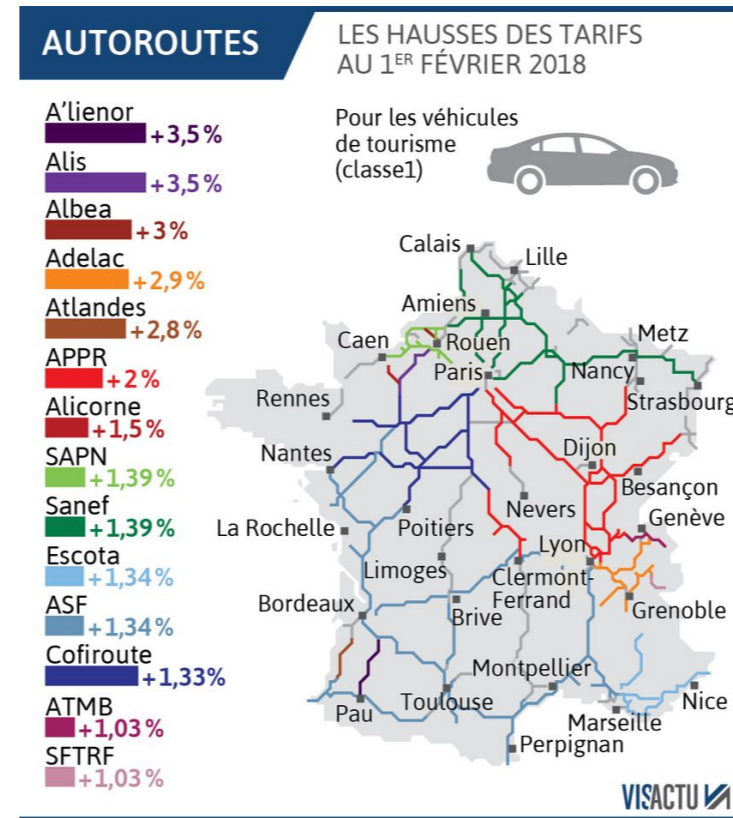 AUTOROUTES
LES HAUSSES DES TARIFS
AU 1ER FÉVRIER 2018
Pour les véhicules
de tourisme
(classe1)
A'lienor
+3,5%
Alis
+3,5%
Albea
+3%
Adelac
+2,9%
Atlandes
+2,8%
APPR
+2%
Alicorne
+1,5%
SAPN
+1,39%
Sanef
+1,39%
Escota
+1,34%
ASF
+1,34%
Cofiroute
+1,33%
ATMB
+1,03%
SFTRF
+1,03%
Calais
Lille
Amiens
Caen
Rouen
Metz
Paris
Nancy
Rennes
Strasbourg
Nantes
Dijon
Besançon
Nevers
Genève
La Rochelle
Poitiers
Lyon
Limoges
Clermont-
Ferrand
Bordeaux
Brive
Grenoble
Montpellier
Toulouse
Nice
Pau
Marseille
Perpignan
VISACTU